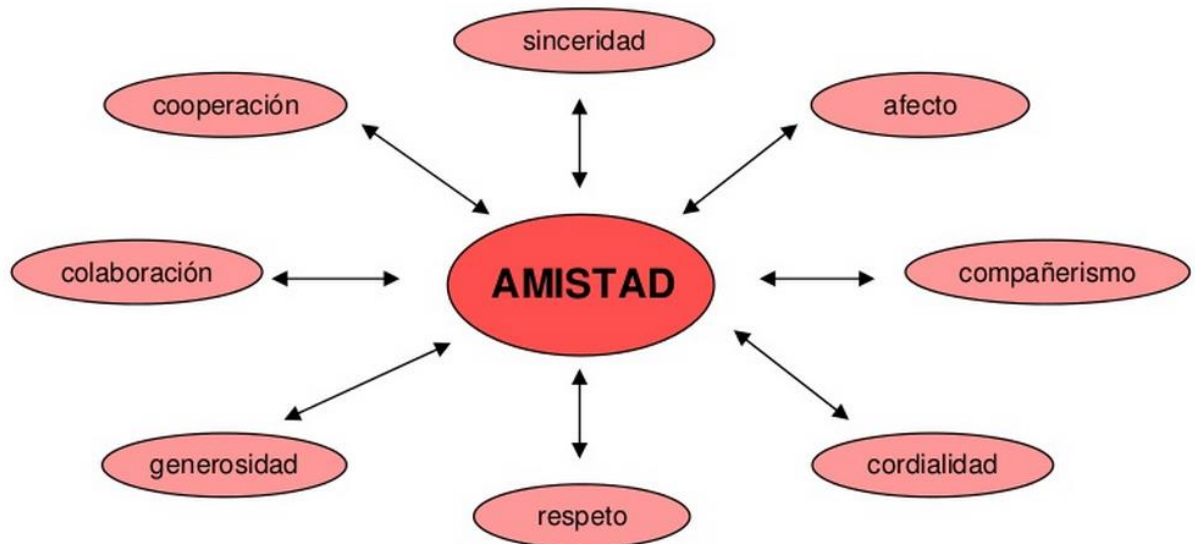 sinceridad
cooperación
afecto
colaboración
AMISTAD
compañerismo
generosidad
cordialidad
respeto